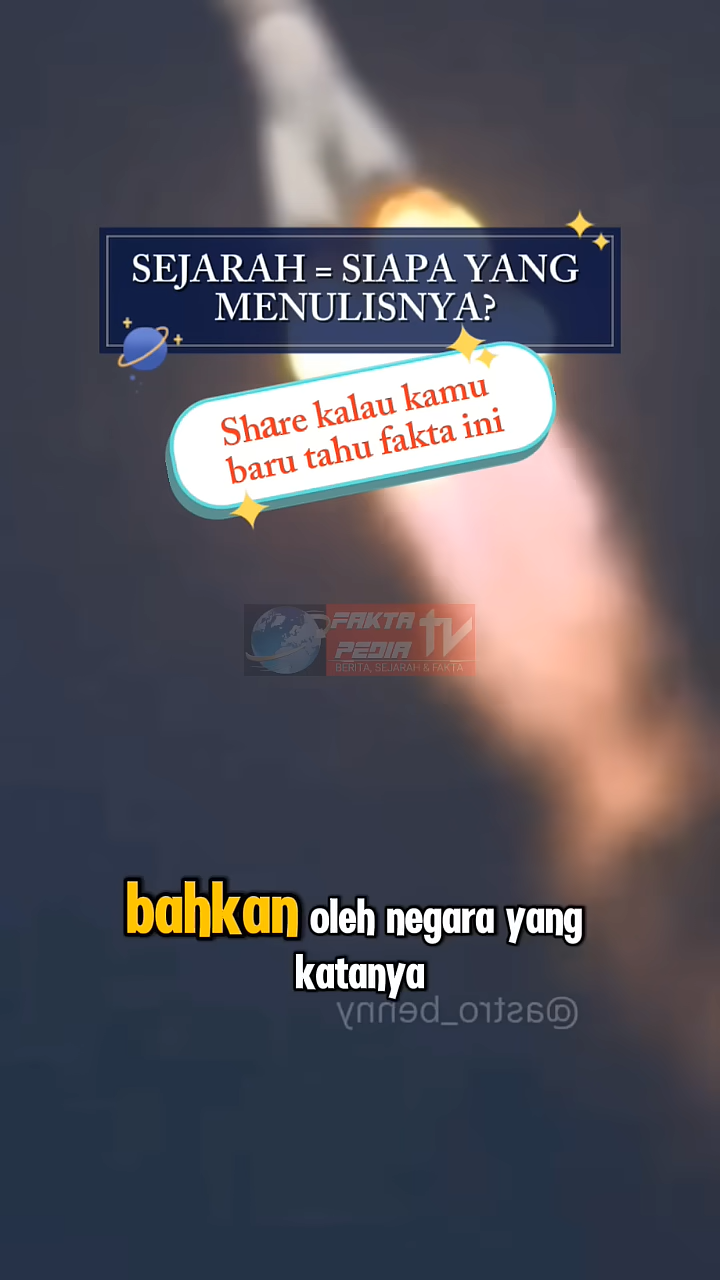 SEJARAH = SIAPA YANG
MENULISNYA?
Share kalau kamu
baru tahu fakta ini
FAKTA
PEDIA
TV
BERITA, SEJARAH & FAKTA
bahkan oleh negara yang
katanya
@astro_benny